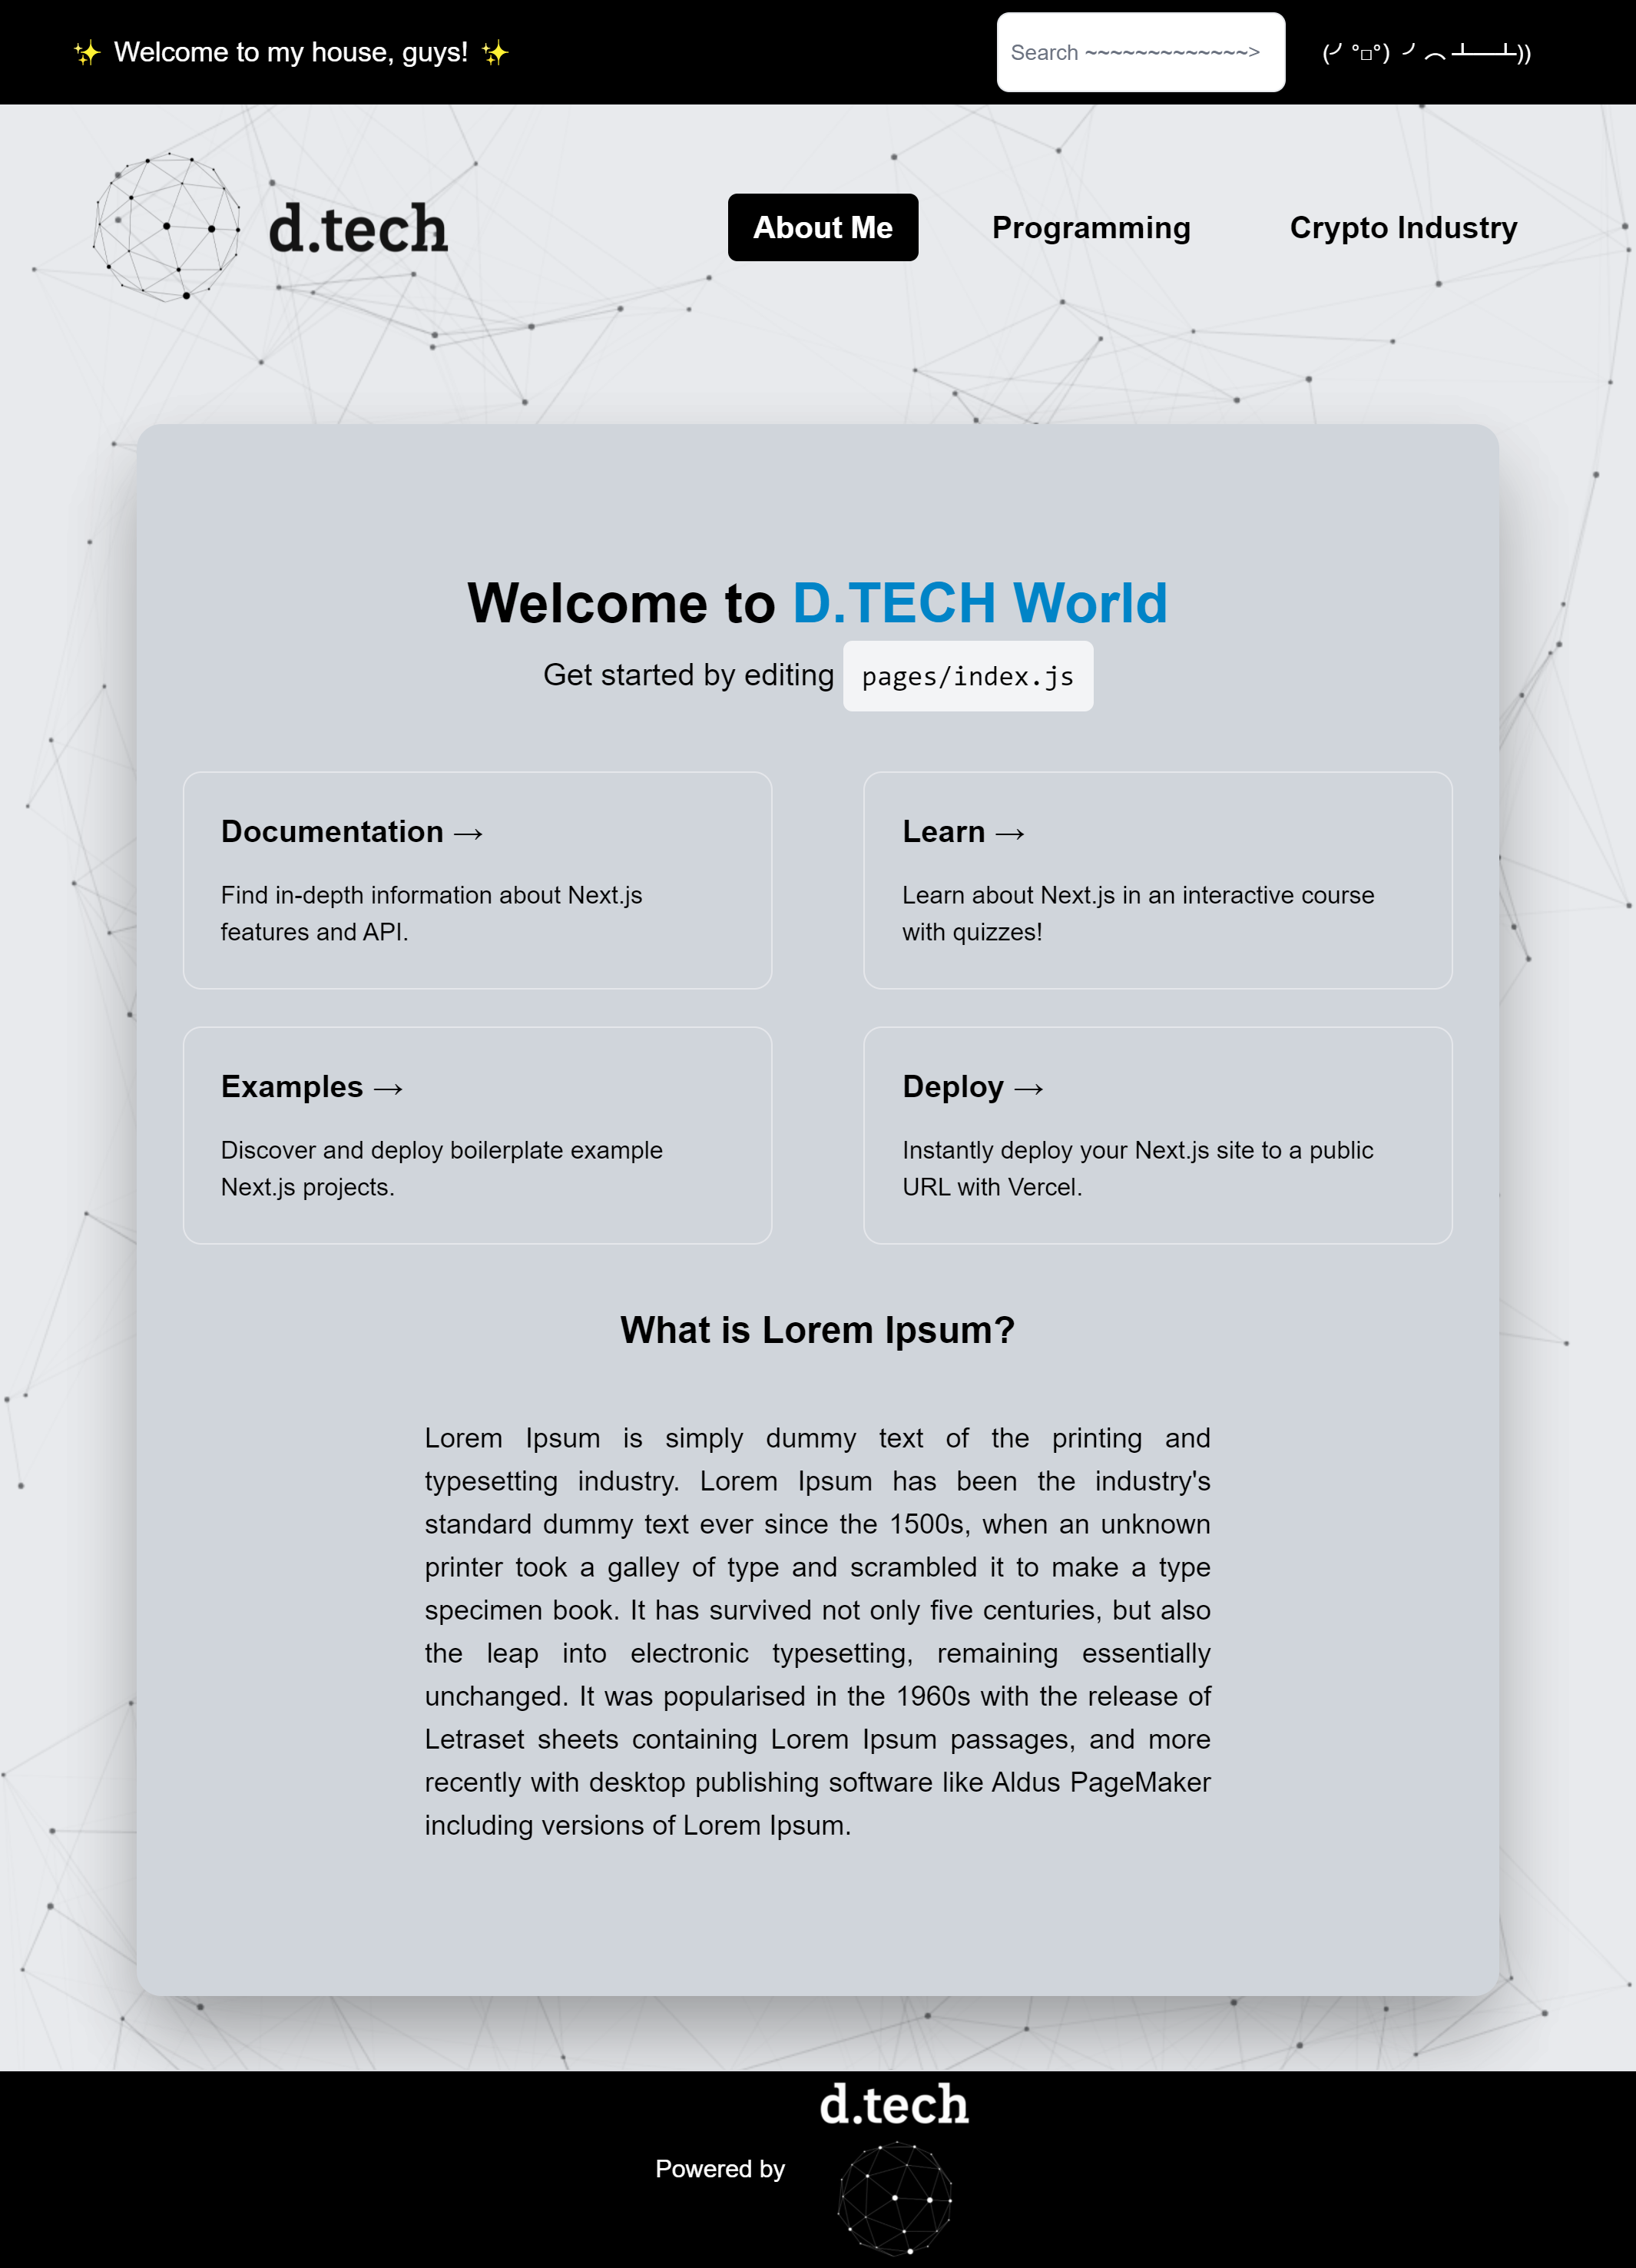 ✨ Welcome to my house, guys! ✨
Search ~~~~~~~~~~~~~> (╯°□°)╯︵ ┻━┻))
d.tech
About Me Programming Crypto Industry
Welcome to D.TECH World
Get started by editing pages/index.js
Documentation →
Find in-depth information about Next.js
features and API.
Learn →
Learn about Next.js in an interactive course
with quizzes!
Examples →
Discover and deploy boilerplate example
Next.js projects.
Deploy →
Instantly deploy your Next.js site to a public
URL with Vercel.
What is Lorem Ipsum?
Lorem Ipsum is simply dummy text of the printing and
typesetting industry. Lorem Ipsum has been the industry's
standard dummy text ever since the 1500s, when an unknown
printer took a galley of type and scrambled it to make a type
specimen book. It has survived not only five centuries, but also
the leap into electronic typesetting, remaining essentially
unchanged. It was popularised in the 1960s with the release of
Letraset sheets containing Lorem Ipsum passages, and more
recently with desktop publishing software like Aldus PageMaker
including versions of Lorem Ipsum.
d.tech
Powered by